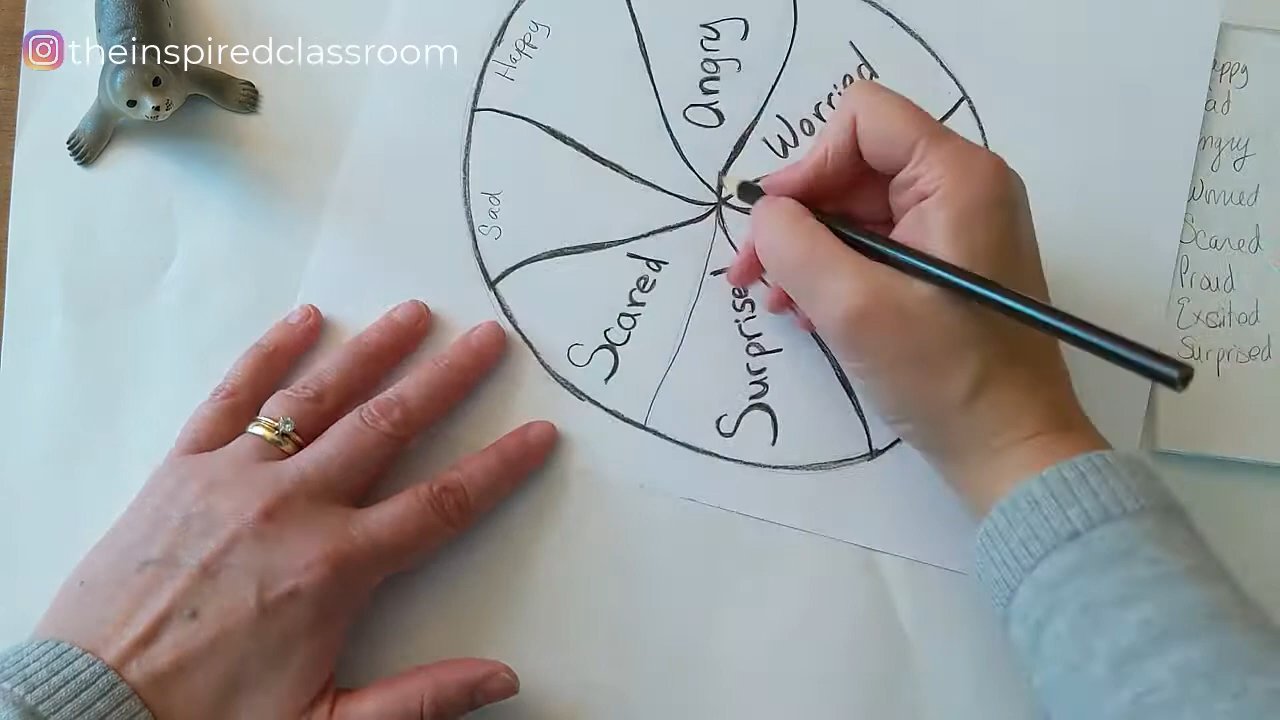 theinspiredclassroom
Happy
Angry
Worried
Sad
Scared
Surprise
ppy
ad
ngry
Worried
Scared
Proud
Excited
Surprised